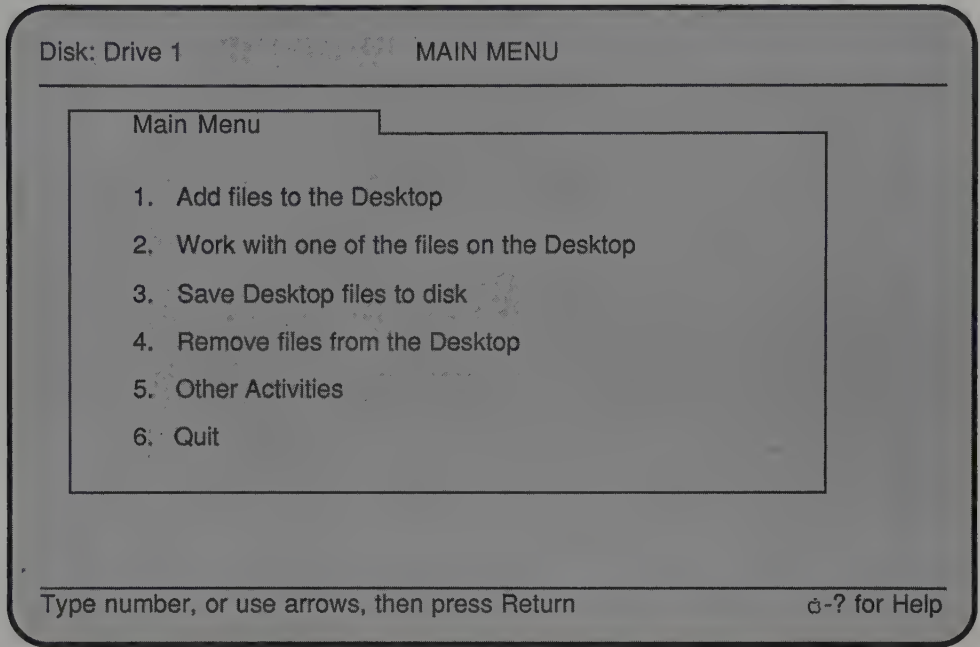 Disk: Drive 1 MAIN MENU
Main Menu
1. Add files to the Desktop
2. Work with one of the files on the Desktop
3. Save Desktop files to disk
4. Remove files from the Desktop
5. Other Activities
6. Quit
Type number, or use arrows, then press Return -? for Help